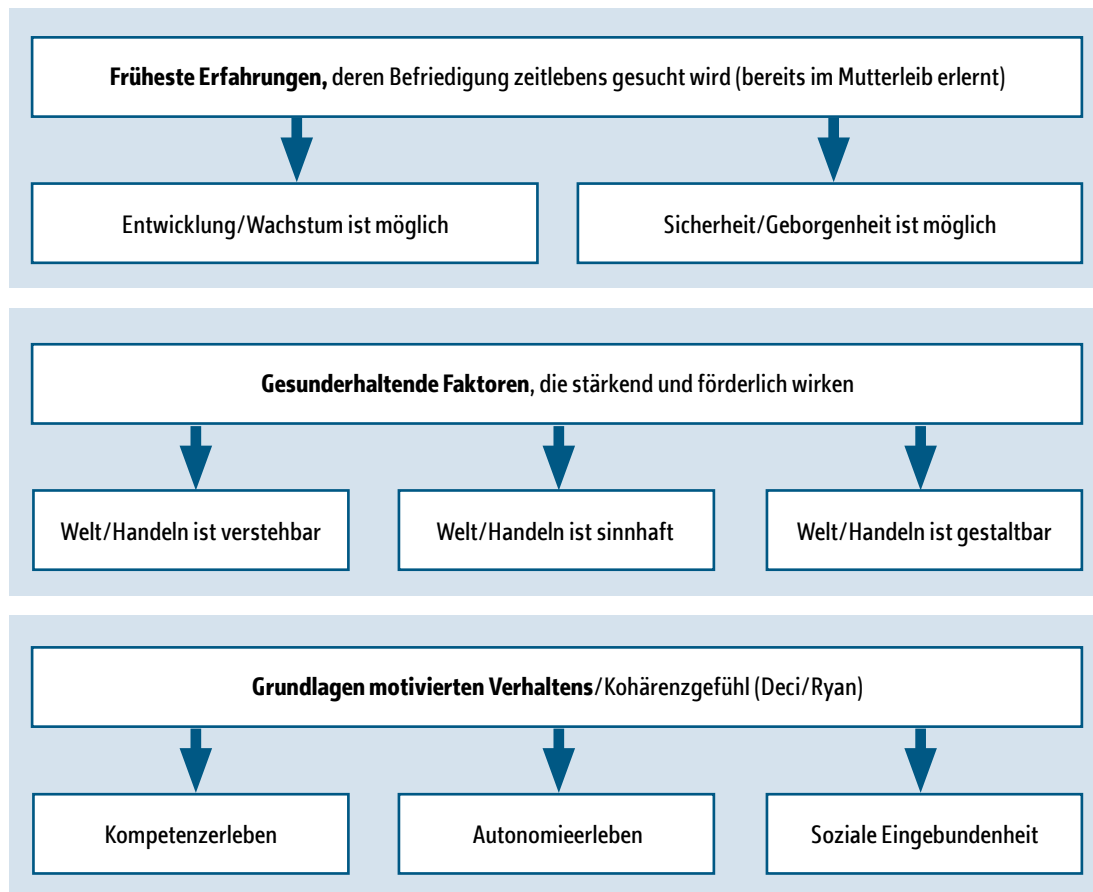 Früheste Erfahrungen, deren Befriedigung zeitlebens gesucht wird (bereits im Mutterleib erlernt)
Entwicklung/Wachstum ist möglich
Sicherheit/Geborgenheit ist möglich
Gesunderhaltende Faktoren, die stärkend und förderlich wirken
Welt/Handeln ist verstehbar
Welt/Handeln ist sinnhaft
Welt/Handeln ist gestaltbar
Grundlagen motivierten Verhaltens/Kohärenzgefühl (Deci/Ryan)
Kompetenzerleben
Autonomieerleben
Soziale Eingebundenheit